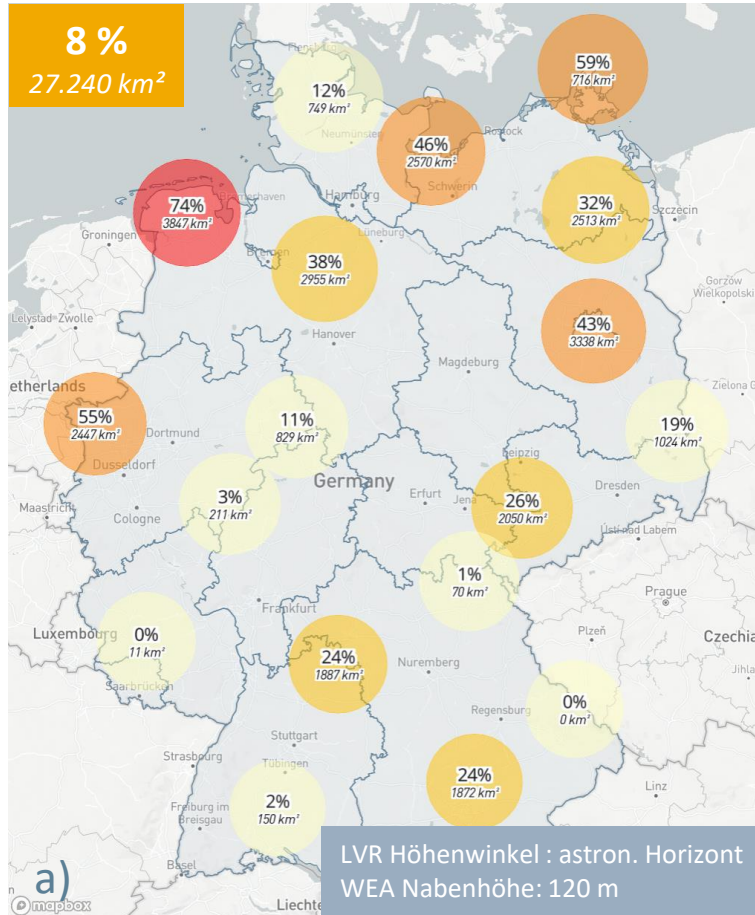 8 %
27.240 km²
59%
716 km²
12%
749 km²
Neumünster
46%
2570 km²
Rostock
Schwerin
74%
3847 km²
Bremerhaven
Hamburg
32%
2513 km²
Szczecin
Groningen
Lüneburg
Bremen
38%
2955 km²
Gorzów
Wielkopolski
Lelystad
Zwolle
43%
3338 km²
Hanover
Magdeburg
etherlands
Zielona G
55%
2447 km²
Dortmund
11%
829 km²
19%
1024 km²
Dusseldorf
Leipzig
Germany
Maastricht
Cologne
3%
211 km²
Erfurt
Jena
26%
2050 km²
Dresden
Ústí nad Labem
1%
70 km²
Prague
Frankfurt
Luxembourg
0%
11 km²
Plzeň
Czechia
24%
1887 km²
Nuremberg
Jihla
Saarbrücken
0%
0 km²
Regensburg
Stuttgart
Strasbourg
Tübingen
24%
1872 km²
Linz
Freiburg im
Breisgau
2%
150 km²
Basel
LVR Höhenwinkel : astron. Horizont
WEA Nabenhöhe: 120 m
a)
mapbox
Liechte